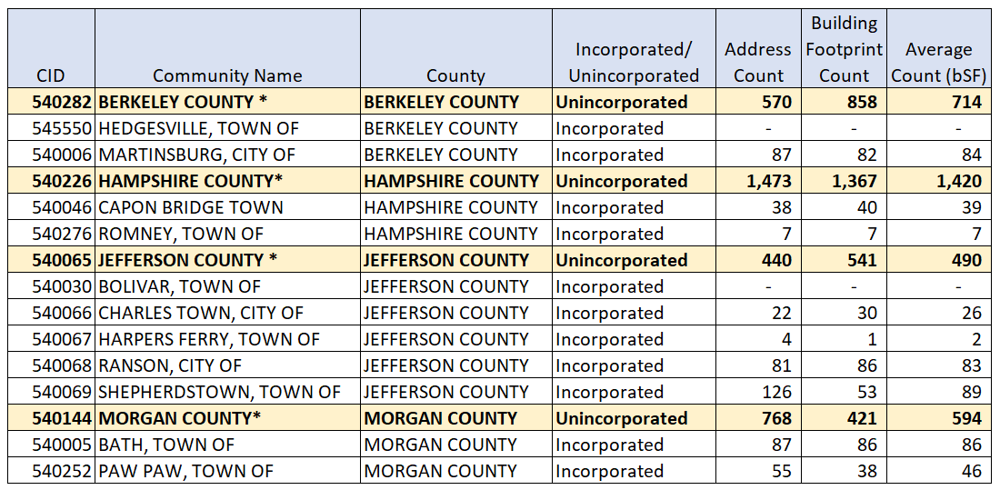 CID Community Name County Incorporated/ Unincorporated Address Count Building Footprint Count Average Count (bSF)
540282 BERKELEY COUNTY * BERKELEY COUNTY Unincorporated 570 858 714
545550 HEDGESVILLE, TOWN OF BERKELEY COUNTY Incorporated - - -
540006 MARTINSBURG, CITY OF BERKELEY COUNTY Incorporated 87 82 84
540226 HAMPSHIRE COUNTY* HAMPSHIRE COUNTY Unincorporated 1,473 1,367 1,420
540046 CAPON BRIDGE TOWN HAMPSHIRE COUNTY Incorporated 38 40 39
540276 ROMNEY, TOWN OF HAMPSHIRE COUNTY Incorporated 7 7 7
540065 JEFFERSON COUNTY * JEFFERSON COUNTY Unincorporated 440 541 490
540030 BOLIVAR, TOWN OF JEFFERSON COUNTY Incorporated - - -
540066 CHARLES TOWN, CITY OF JEFFERSON COUNTY Incorporated 22 30 26
540067 HARPERS FERRY, TOWN OF JEFFERSON COUNTY Incorporated 4 1 2
540068 RANSON, CITY OF JEFFERSON COUNTY Incorporated 81 86 83
540069 SHEPHERDSTOWN, TOWN OF JEFFERSON COUNTY Incorporated 126 53 89
540144 MORGAN COUNTY* MORGAN COUNTY Unincorporated 768 421 594
540005 BATH, TOWN OF MORGAN COUNTY Incorporated 87 86 86
540252 PAW PAW, TOWN OF MORGAN COUNTY Incorporated 55 38 46